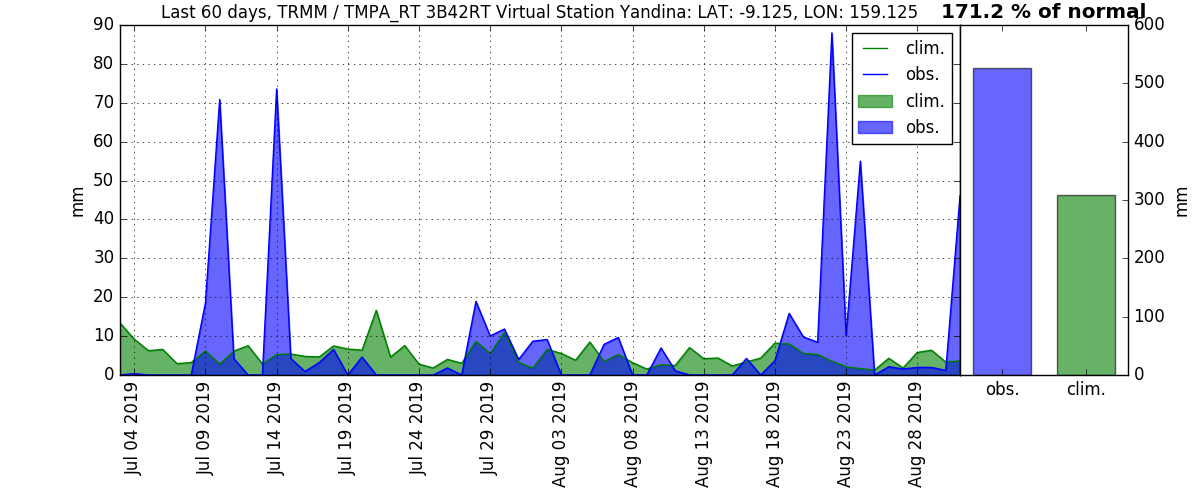 Last 60 days, TRMM / TMPA_RT 3B42RT Virtual Station Yandina: LAT: -9.125, LON: 159.125
171.2 % of normal
90
80
70
60
50
40
30
20
10
0
mm
clim.
obs.
clim.
obs.
600
500
400
300
200
100
0
mm
Jul 04 2019
Jul 09 2019
Jul 14 2019
Jul 19 2019
Jul 24 2019
Jul 29 2019
Aug 03 2019
Aug 08 2019
Aug 13 2019
Aug 18 2019
Aug 23 2019
Aug 28 2019
obs.
clim.